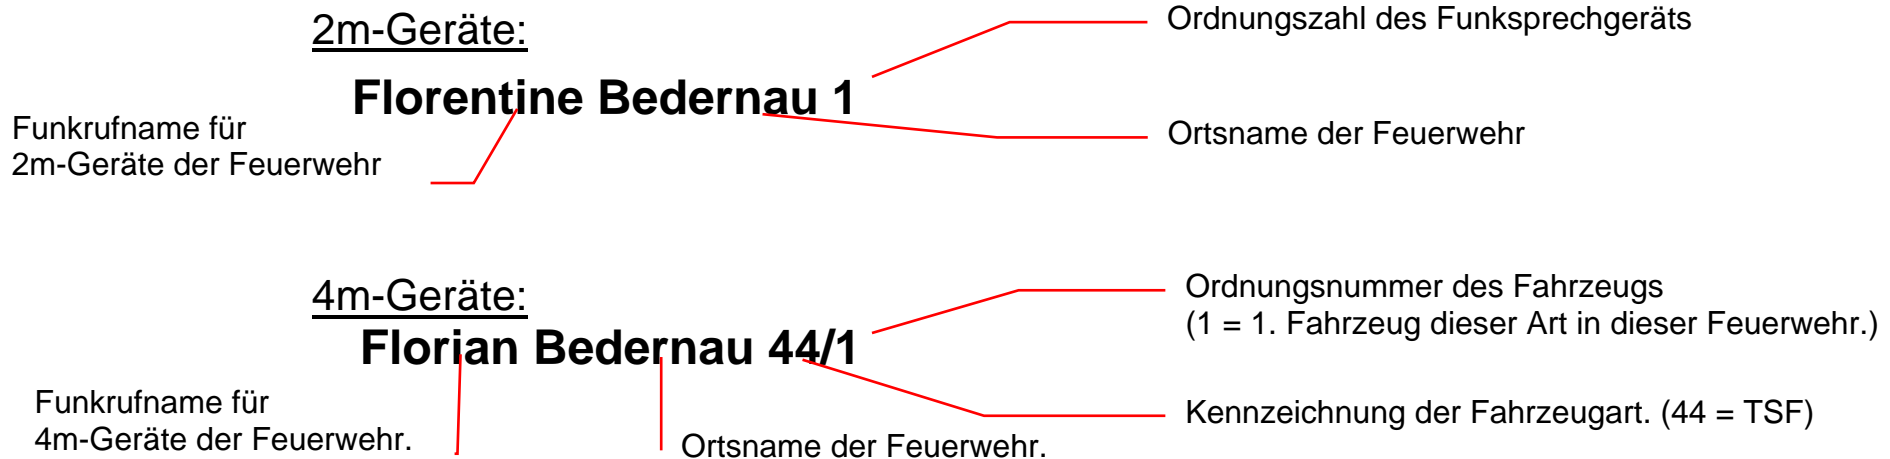 2m-Geräte:
Ordnungszahl des Funksprechgeräts
Florentine Bedernau 1
Funkrufname für
2m-Geräte der Feuerwehr
Ortsname der Feuerwehr
4m-Geräte:
Ordnungsnummer des Fahrzeugs
(1 = 1. Fahrzeug dieser Art in dieser Feuerwehr.)
Florian Bedernau 44/1
Funkrufname für
4m-Geräte der Feuerwehr.
Ortsname der Feuerwehr.
Kennzeichnung der Fahrzeugart. (44 = TSF)